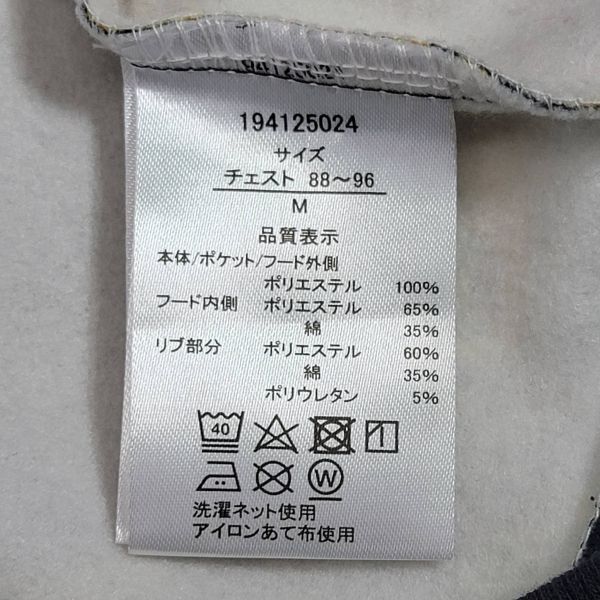 194125024
サイズ
チェスト 88～96
M
品質表示
本体/ポケット/フード外側
ポリエステル 100%
フード内側 ポリエステル 65%
綿 35%
リブ部分 ポリエステル 60%
綿 35%
ポリウレタン 5%
40
W
洗濯ネット使用
アイロンあて布使用